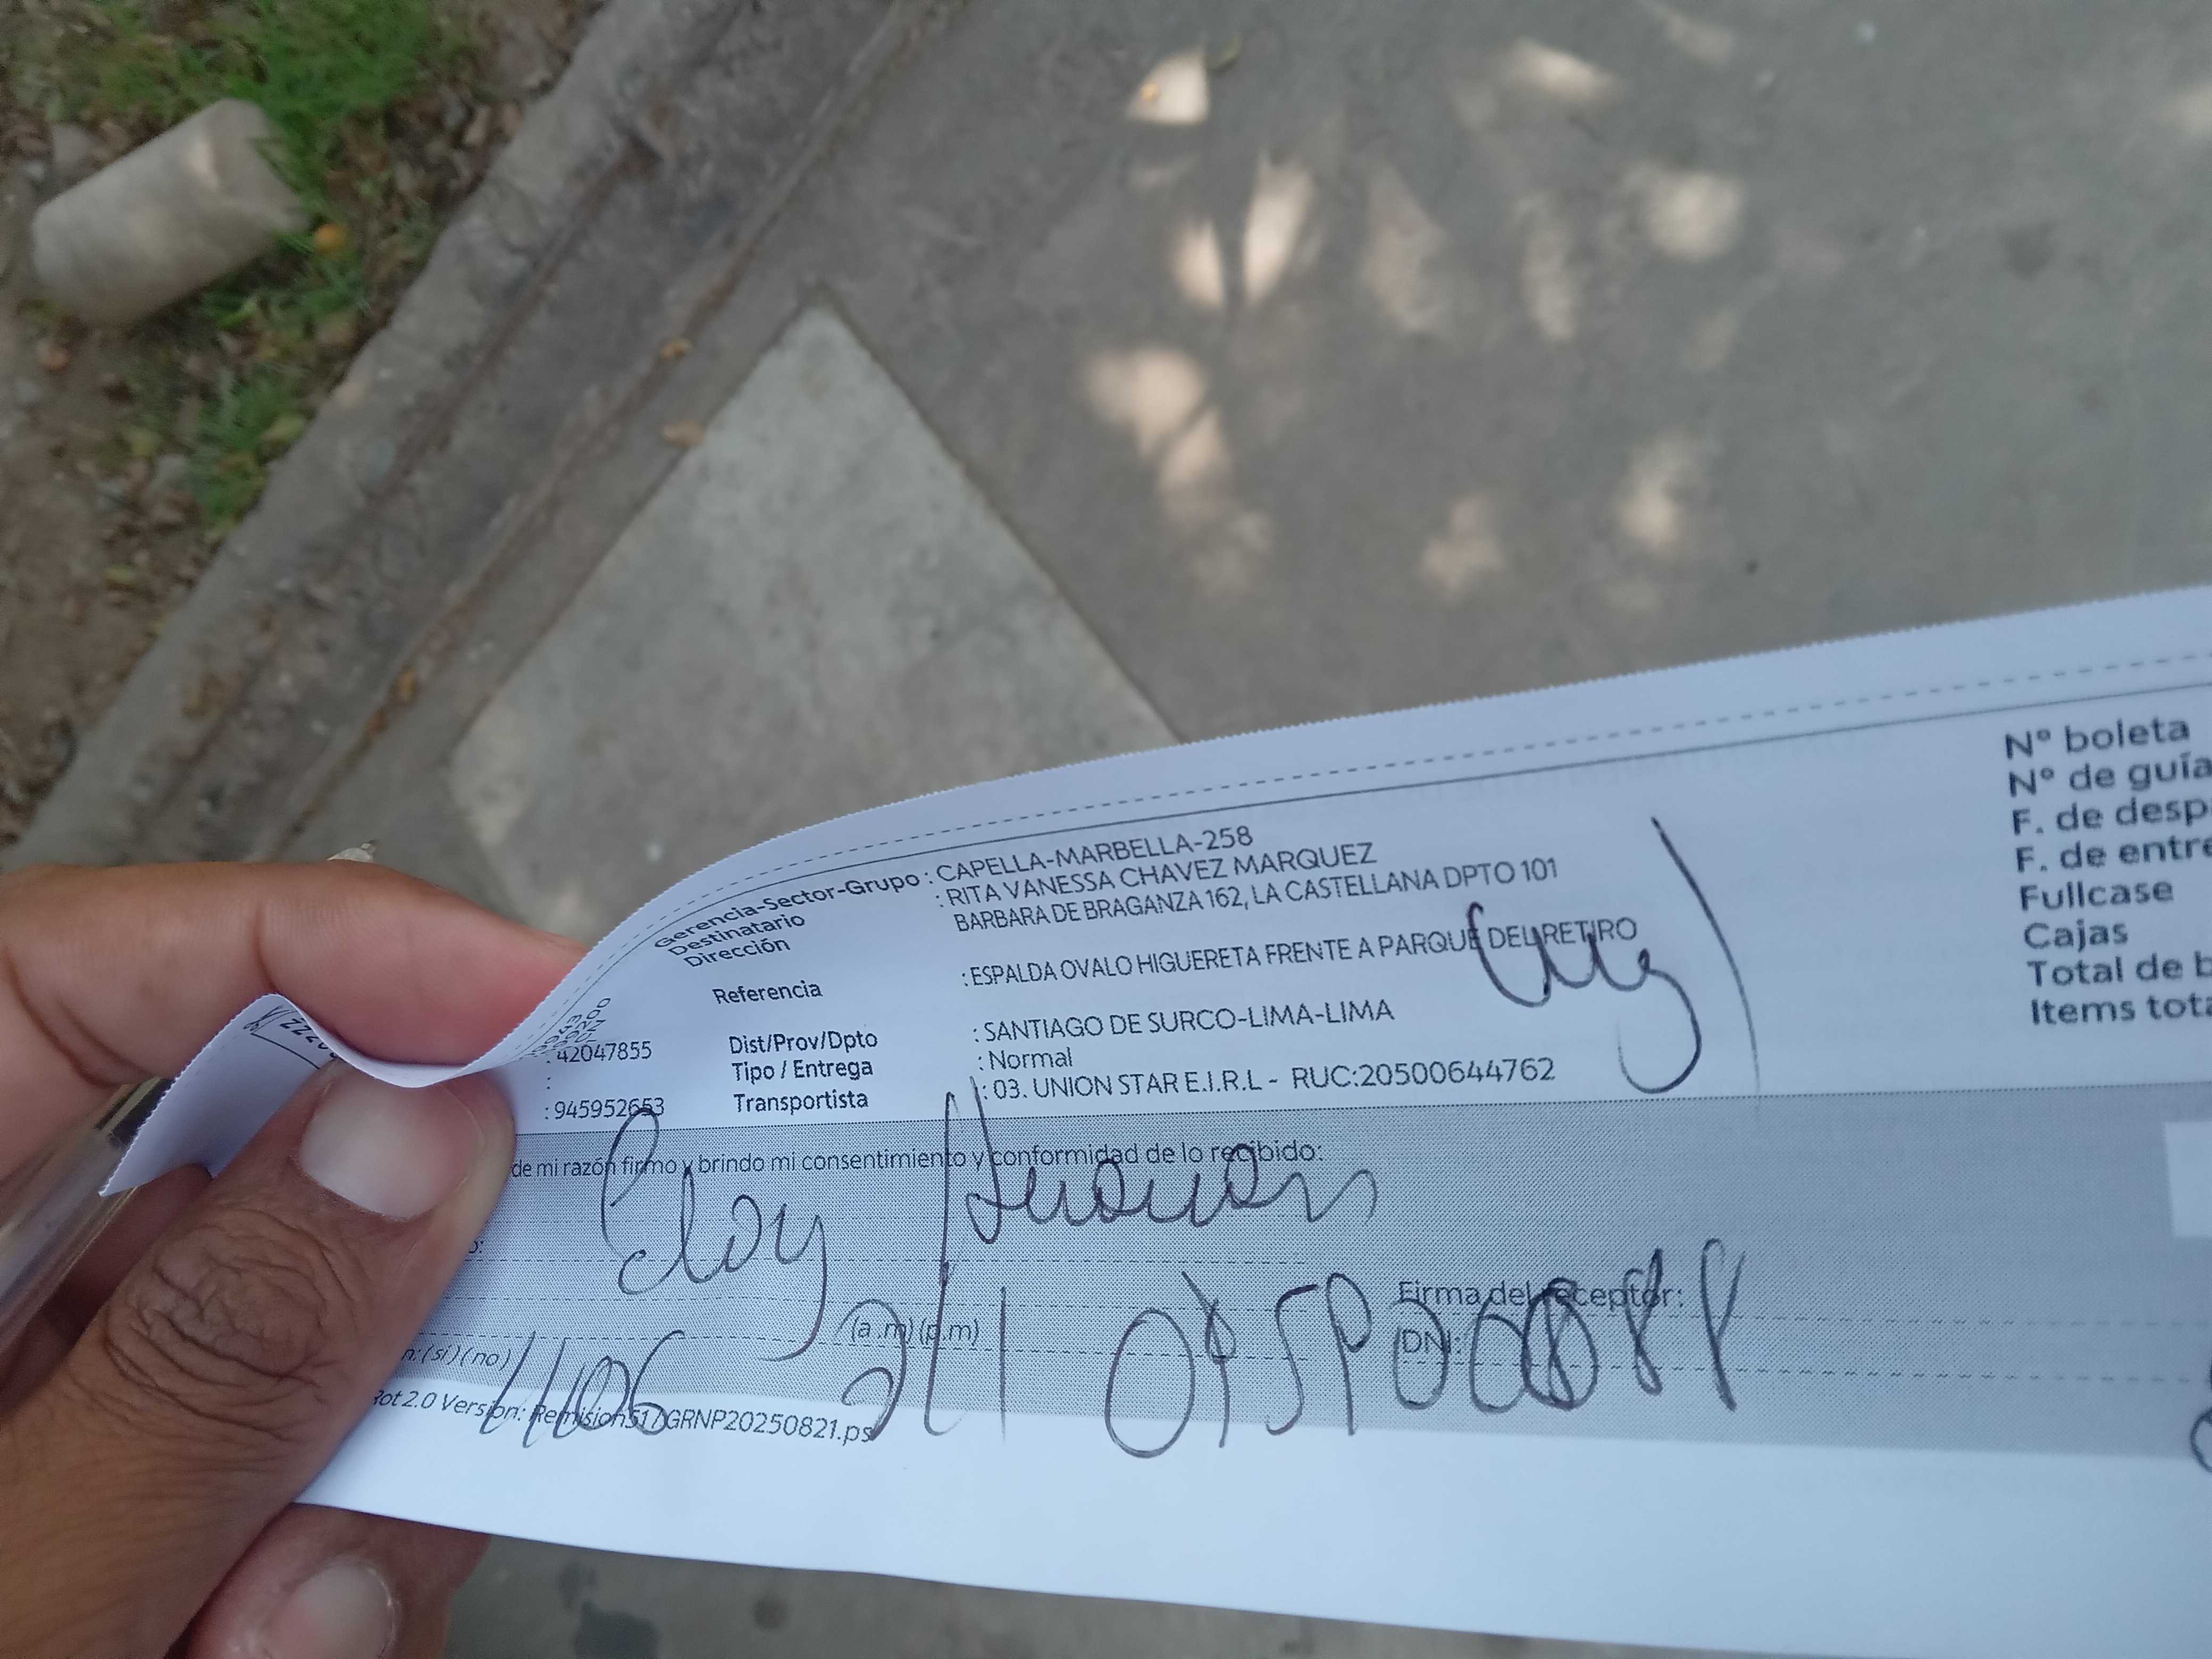 Gerencia-Sector-Grupo : CAPELLA-MARBELLA-258
Destinatario : RITA VANESSA CHAVEZ MARQUEZ
Dirección BARBARA DE BRAGANZA 162, LA CASTELLANA DPTO 101
Referencia : ESPALDA OVALO HIGUERETA FRENTE A PARQUE DEL RETIRO
: 42047855 Dist/Prov/Dpto : SANTIAGO DE SURCO-LIMA-LIMA
: Tipo / Entrega : Normal
: 945952653 Transportista : 03. UNION STAR E.I.R.L - RUC:20500644762
Nº boleta
Nº de guía
F. de desp
F. de entre
Fullcase
Cajas
Total de b
Items tota
de mi razón firmo y brindo mi consentimiento y conformidad de lo recibido:
Eloy
o:
Firma del receptor:
(a .m) (p.m)
DNI:
n: (si) (no)
Rot 2.0 Version: Remision517GRNP20250821.ps